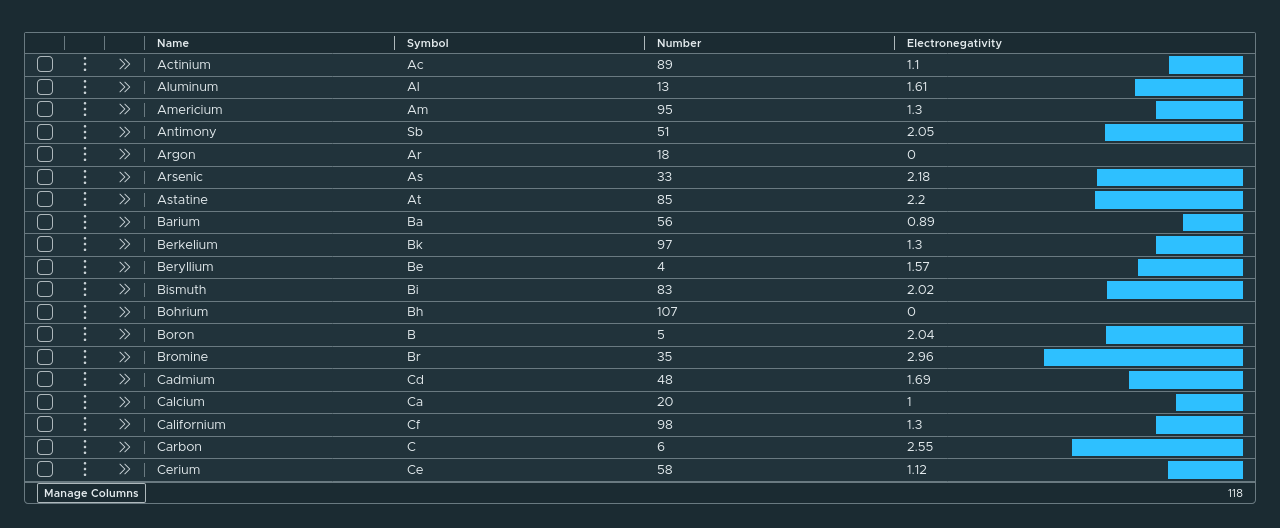 Name Symbol Number Electronegativity
Actinium Ac 89 1.1
Aluminum Al 13 1.61
Americium Am 95 1.3
Antimony Sb 51 2.05
Argon Ar 18 0
Arsenic As 33 2.18
Astatine At 85 2.2
Barium Ba 56 0.89
Berkelium Bk 97 1.3
Beryllium Be 4 1.57
Bismuth Bi 83 2.02
Bohrium Bh 107 0
Boron B 5 2.04
Bromine Br 35 2.96
Cadmium Cd 48 1.69
Calcium Ca 20 1
Californium Cf 98 1.3
Carbon C 6 2.55
Cerium Ce 58 1.12
Manage Columns 118